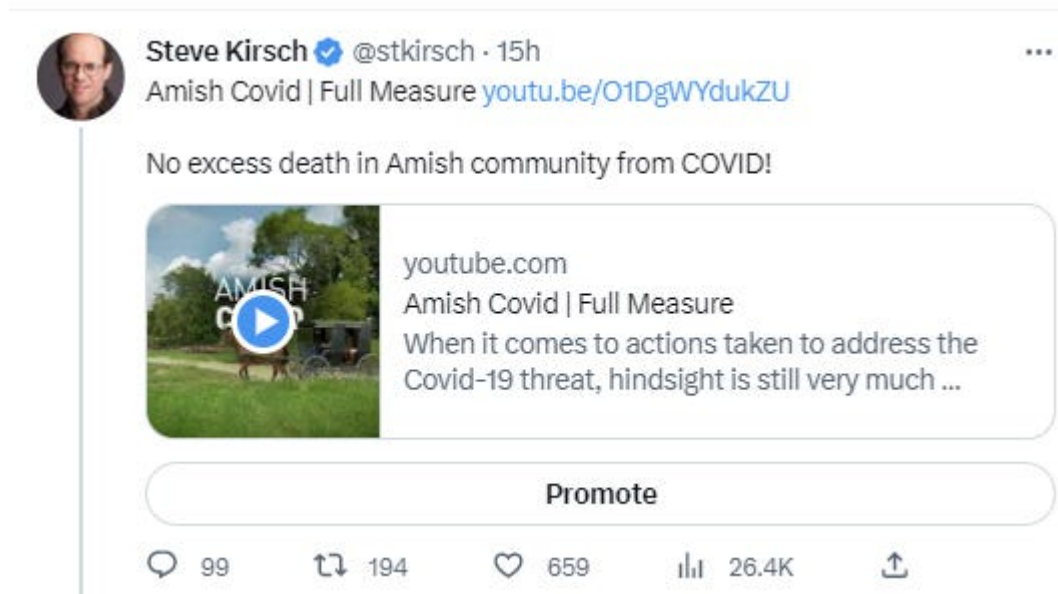 Steve Kirsch @stkirsch · 15h
Amish Covid | Full Measure youtu.be/O1DgWYdukZU
No excess death in Amish community from COVID!
AMISH
youtube.com
Amish Covid | Full Measure
When it comes to actions taken to address the
Covid-19 threat, hindsight is still very much ...
Promote
99 194 659 26.4K